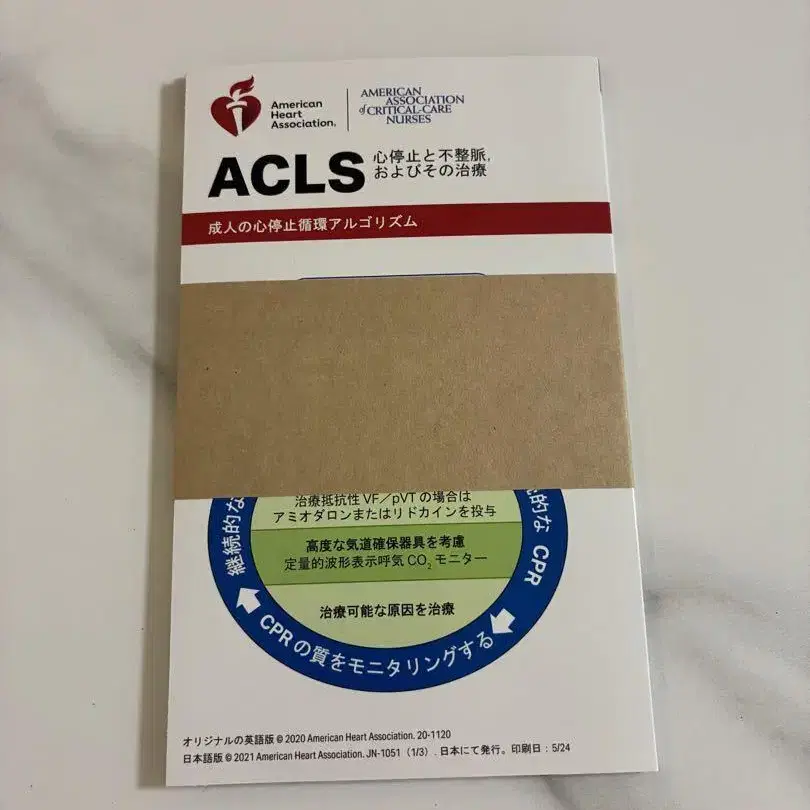 American
Heart
Association®
AMERICAN
ASSOCIATION
of CRITICAL-CARE
NURSES
ACLS
心停止と不整脈,
およびその治療
成人の心停止循環アルゴリズム
治療抵抗性 VF／pVT の場合は
アミオダロンまたはリドカインを投与
高度な気道確保器具を考慮
定量的波形表示呼気 CO₂ モニター
治療可能な原因を治療
継続的な
的な CPR
CPR の質をモニタリングする
オリジナルの英語版 © 2020 American Heart Association. 20-1120
日本語版 © 2021 American Heart Association. JN-1051（1/3）. 日本にて発行。印刷日：5/24